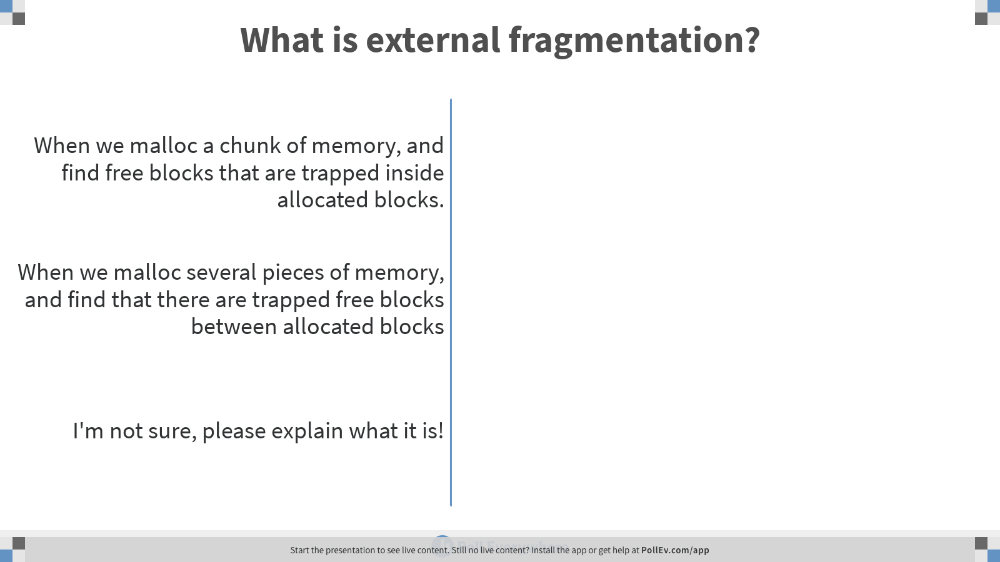 What is external fragmentation?
When we malloc a chunk of memory, and
find free blocks that are trapped inside
allocated blocks.
When we malloc several pieces of memory,
and find that there are trapped free blocks
between allocated blocks
I'm not sure, please explain what it is!
Start the presentation to see live content. Still no live content? Install the app or get help at PollEv.com/app